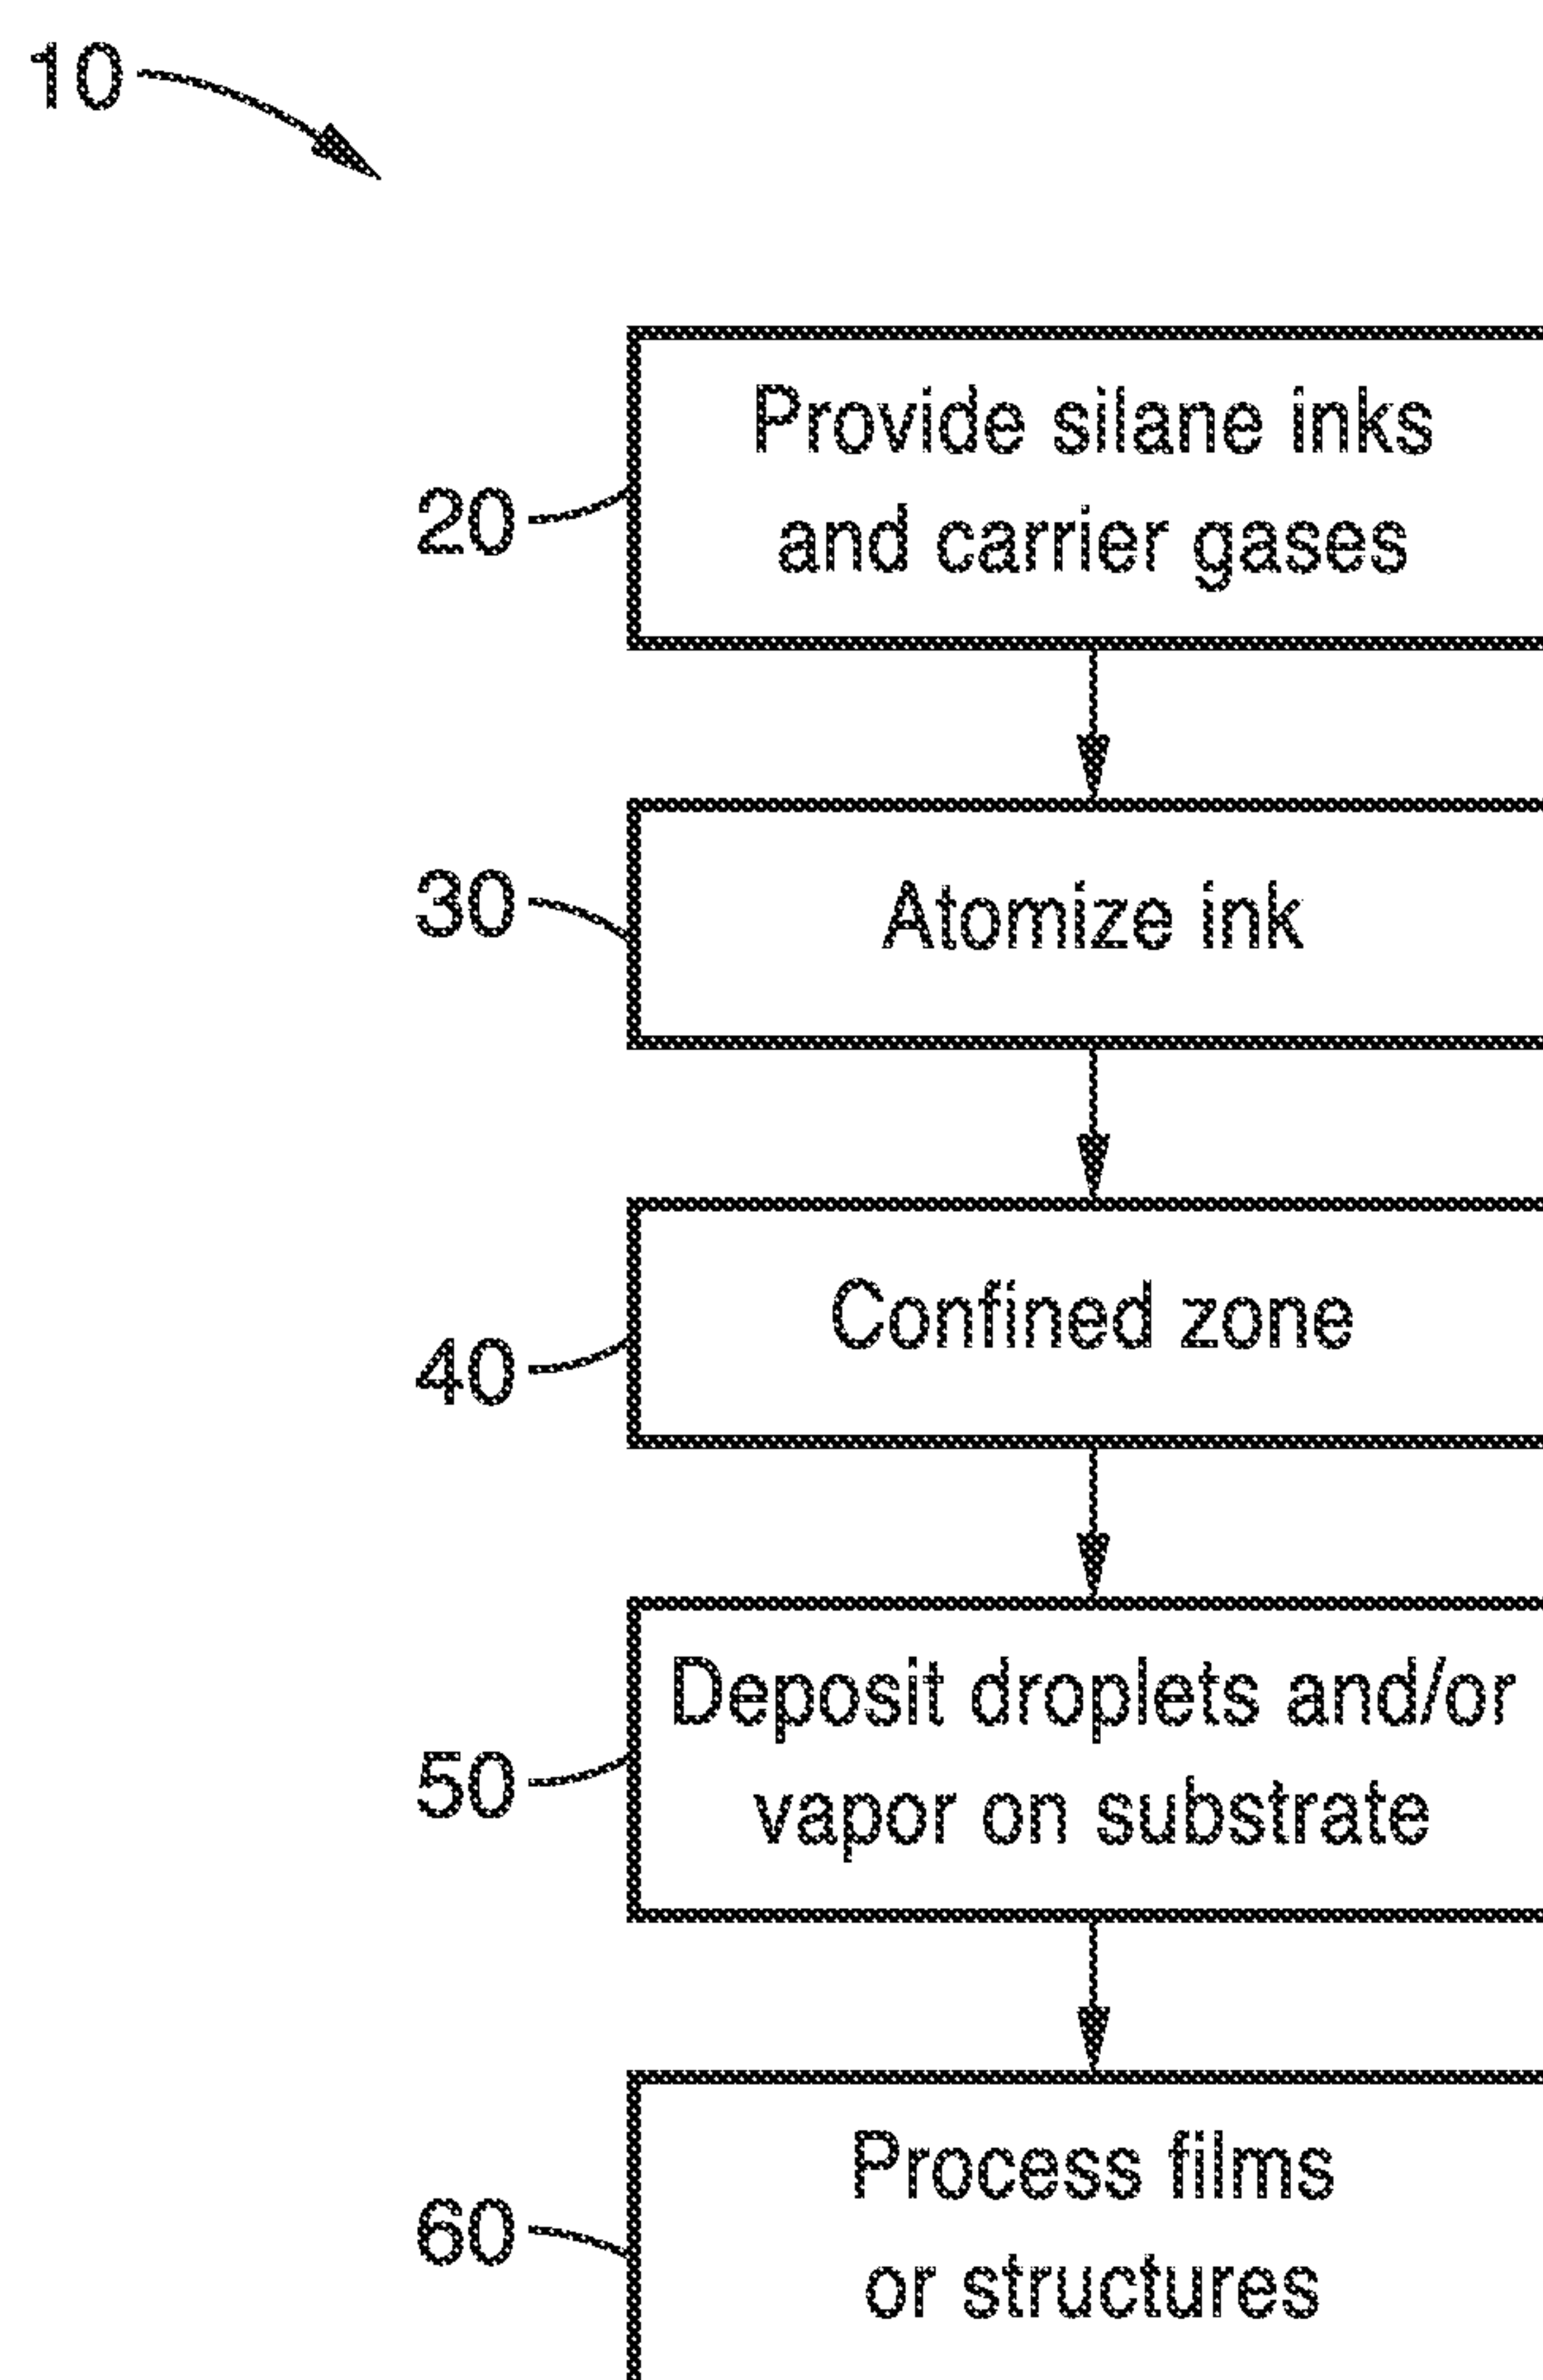 10
Provide silane inks
20
and carrier gases
30
Atomize ink
Confined zone
40
Deposit droplets and/or
50
vapor on substrate
Process films
60
or structures